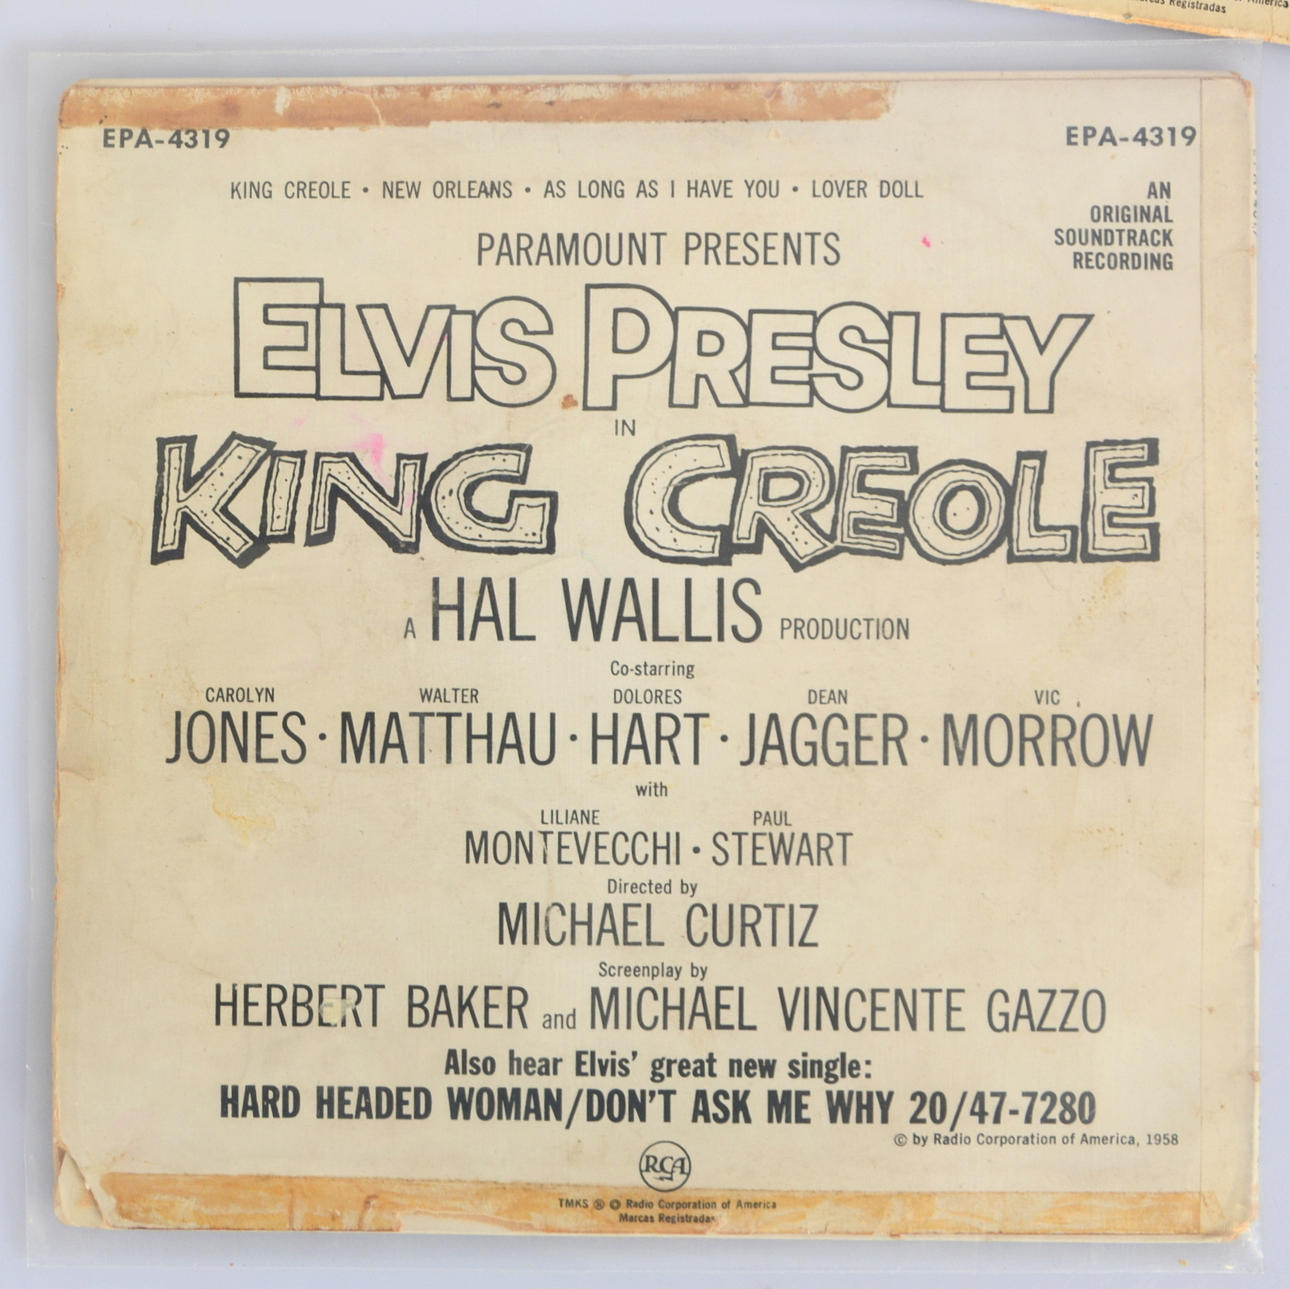 Marcas Registradas
EPA-4319
EPA-4319
KING CREOLE • NEW ORLEANS • AS LONG AS I HAVE YOU • LOVER DOLL
AN
ORIGINAL
SOUNDTRACK
RECORDING
PARAMOUNT PRESENTS
ELVIS PRESLEY
IN
KING CREOLE
A HAL WALLIS PRODUCTION
Co-starring
CAROLYN WALTER DOLORES DEAN VIC
JONES • MATTHAU • HART • JAGGER • MORROW
with
LILIANE PAUL
MONTEVECCHI • STEWART
Directed by
MICHAEL CURTIZ
Screenplay by
HERBERT BAKER and MICHAEL VINCENTE GAZZO
Also hear Elvis' great new single:
HARD HEADED WOMAN/DON'T ASK ME WHY 20/47-7280
© by Radio Corporation of America, 1958
RCA
TMKS ® © Radio Corporation of America
Marcas Registradas